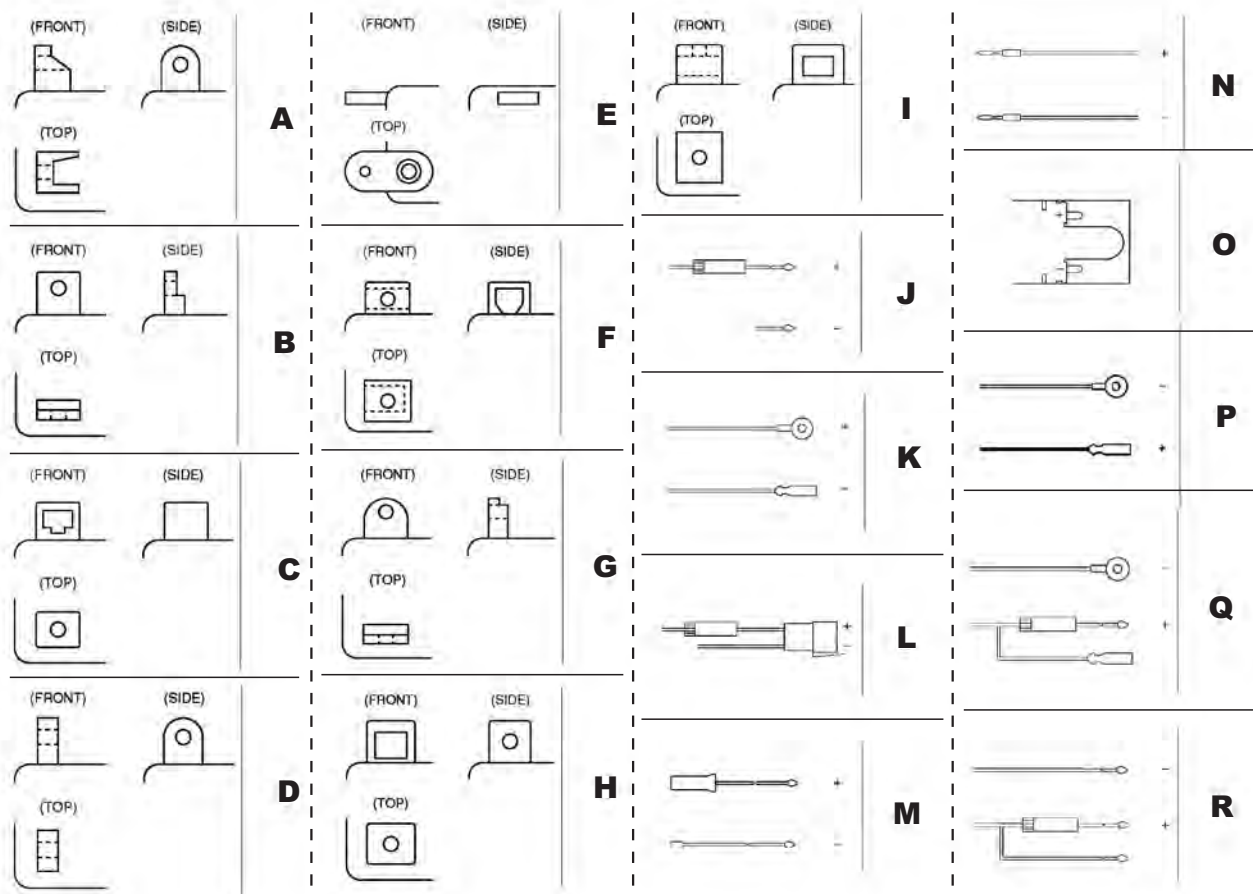 (FRONT) (SIDE)
(TOP)
A
(FRONT) (SIDE)
(TOP)
B
(FRONT) (SIDE)
(TOP)
C
(FRONT) (SIDE)
(TOP)
D
(FRONT) (SIDE)
(TOP)
E
(FRONT) (SIDE)
(TOP)
F
(FRONT) (SIDE)
(TOP)
G
(FRONT) (SIDE)
(TOP)
H
(FRONT) (SIDE)
(TOP)
I
+
J
-
+
K
-
+
L
-
+
M
-
+
N
-
+
O
-
-
P
+
-
Q
+
-
R
+